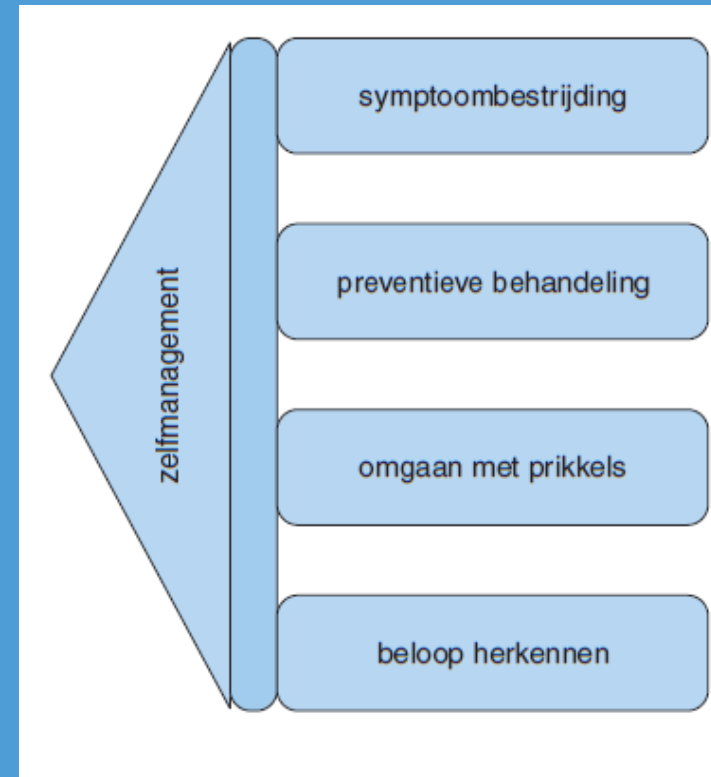 zelfmanagement
symptoombestrijding
preventieve behandeling
omgaan met prikkels
beloop herkennen